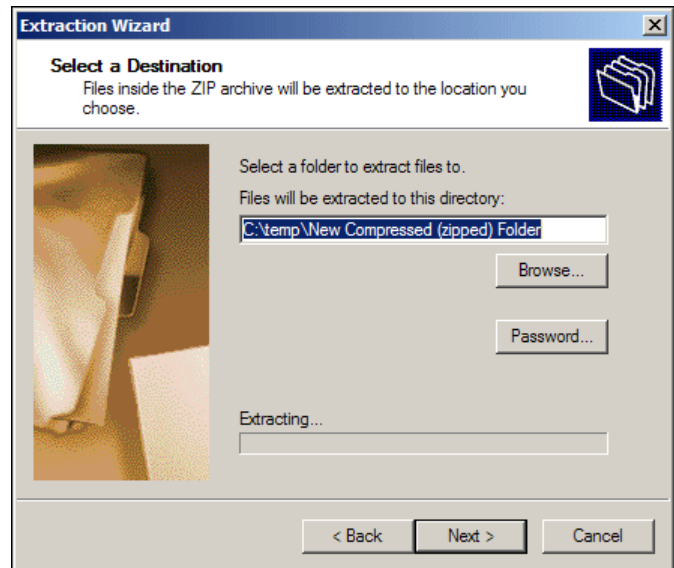 Extraction Wizard
Select a Destination
Files inside the ZIP archive will be extracted to the location you
choose.
Select a folder to extract files to.
Files will be extracted to this directory:
C:\temp\New Compressed (zipped) Folder
Browse...
Password...
Extracting...
< Back
Next >
Cancel